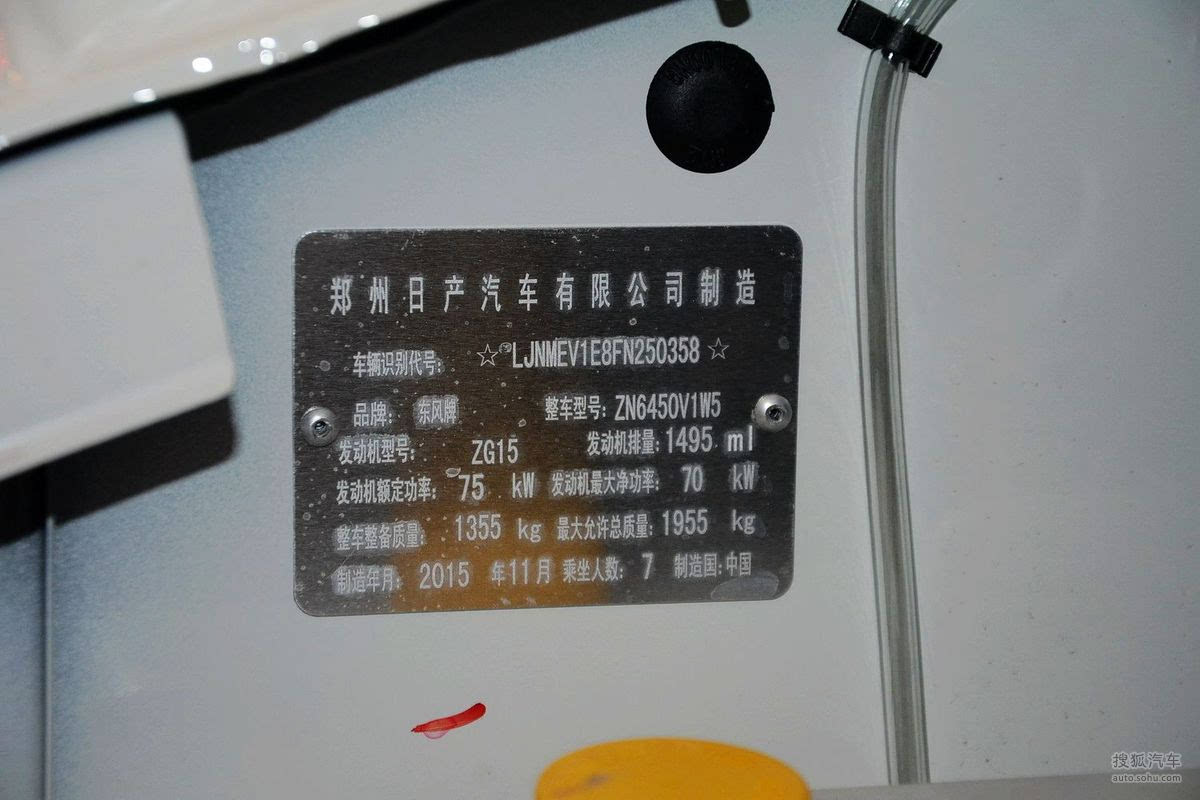 郑州日产汽车有限公司制造
车辆识别代号: ☆ LJNMEV1E8FN250358 ☆
品牌: 东风牌 整车型号: ZN6450V1W5
发动机型号: ZG15 发动机排量: 1495 ml
发动机额定功率: 75 kW 发动机最大净功率: 70 kW
整车整备质量: 1355 kg 最大允许总质量: 1955 kg
制造年月: 2015 年11月 乘坐人数: 7 制造国: 中国
搜狐汽车
auto.sohu.com